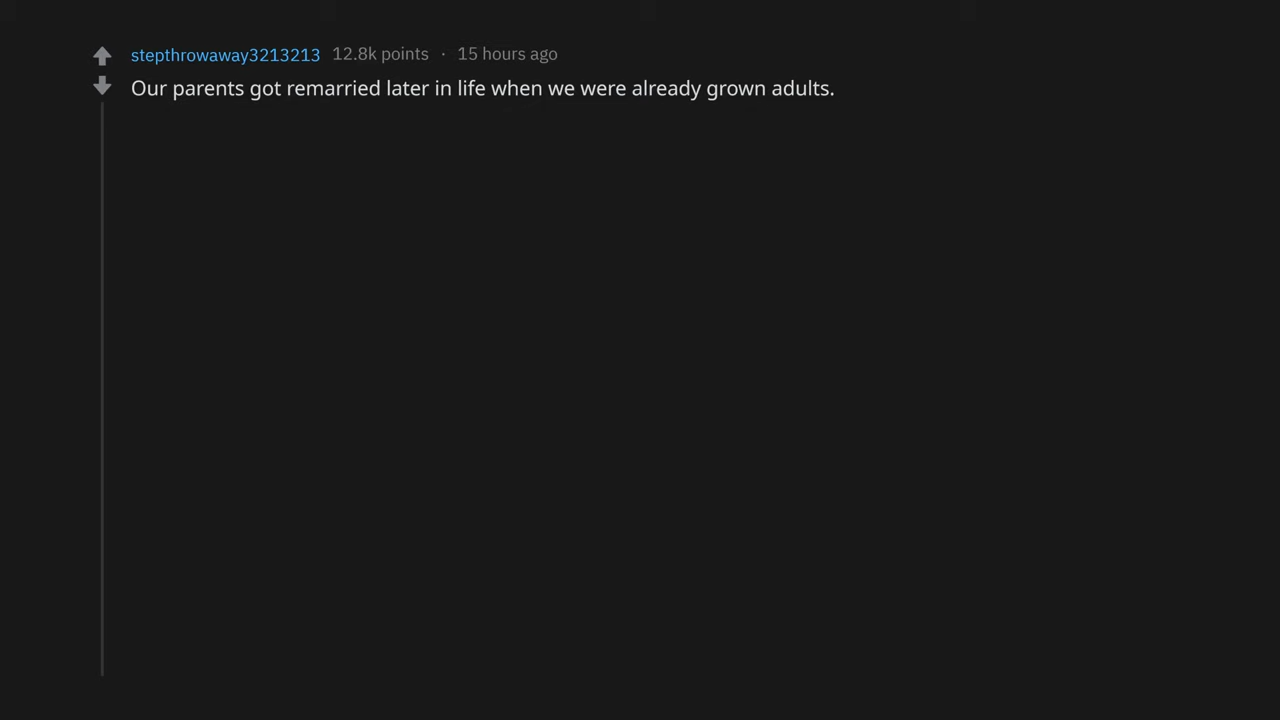 stepthrowaway3213213 12.8k points · 15 hours ago
Our parents got remarried later in life when we were already grown adults.